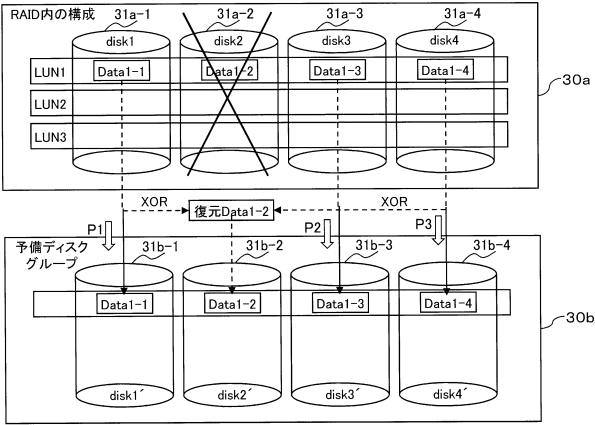 RAID内の構成
31a-1
31a-2
31a-3
31a-4
disk1
disk2
disk3
disk4
LUN1
Data1-1
Data1-2
Data1-3
Data1-4
30a
LUN2
LUN3
XOR
復元Data1-2
XOR
P1
P2
P3
予備ディスク
グループ
31b-1
31b-2
31b-3
31b-4
Data1-1
Data1-2
Data1-3
Data1-4
30b
disk1´
disk2´
disk3´
disk4´